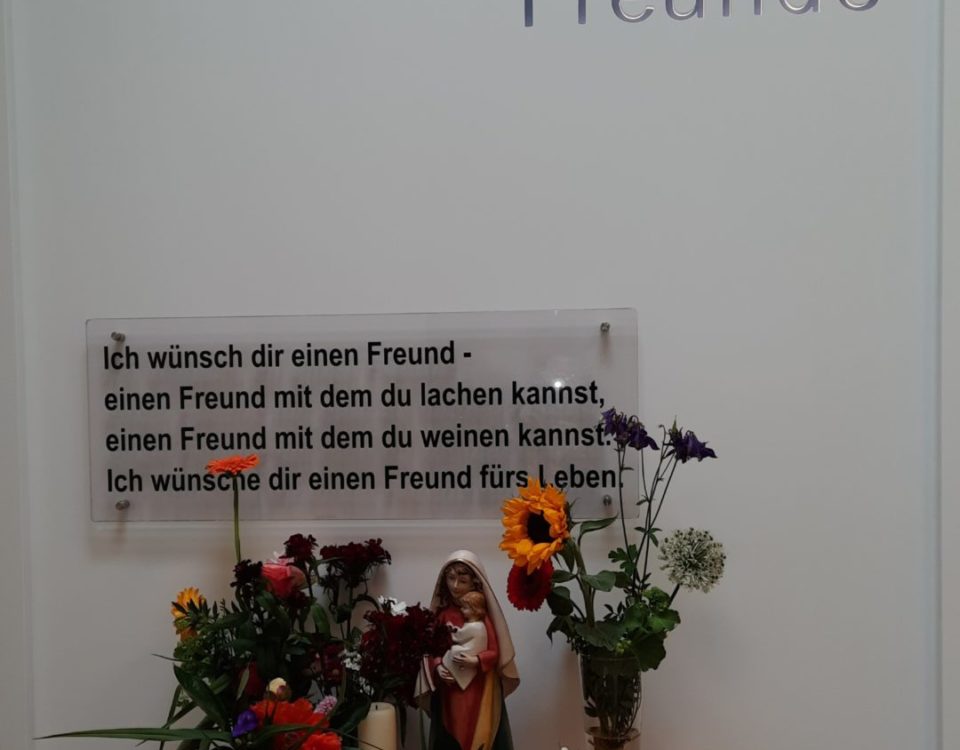 Freunde
Ich wünsch dir einen Freund -
einen Freund mit dem du lachen kannst,
einen Freund mit dem du weinen kannst.
Ich wünsche dir einen Freund fürs Leben.